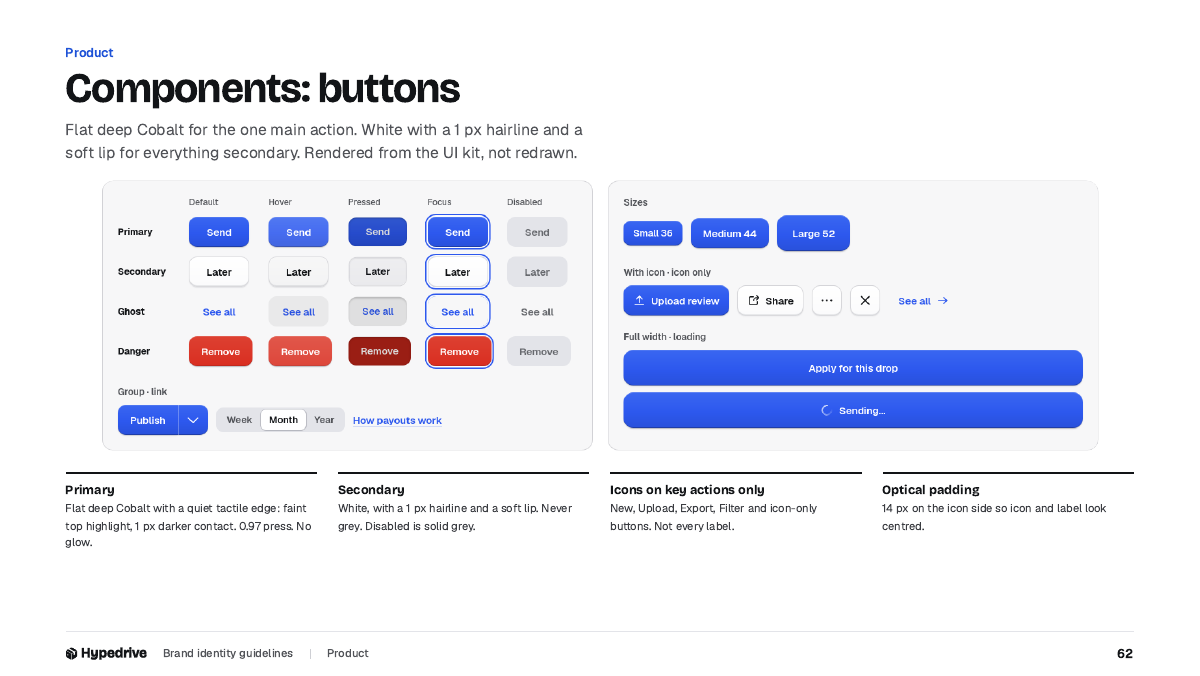 Product
Components: buttons
Flat deep Cobalt for the one main action. White with a 1 px hairline and a
soft lip for everything secondary. Rendered from the UI kit, not redrawn.
Default Hover Pressed Focus Disabled
Primary Send Send Send Send Send
Secondary Later Later Later Later Later
Ghost See all See all See all See all See all
Danger Remove Remove Remove Remove Remove
Group · link
Publish Week Month Year How payouts work
Sizes
Small 36 Medium 44 Large 52
With icon · icon only
Upload review Share See all
Full width · loading
Apply for this drop
Sending...
Primary
Flat deep Cobalt with a quiet tactile edge: faint
top highlight, 1 px darker contact. 0.97 press. No
glow.
Secondary
White, with a 1 px hairline and a soft lip. Never
grey. Disabled is solid grey.
Icons on key actions only
New, Upload, Export, Filter and icon-only
buttons. Not every label.
Optical padding
14 px on the icon side so icon and label look
centred.
Hypedrive Brand identity guidelines | Product 62